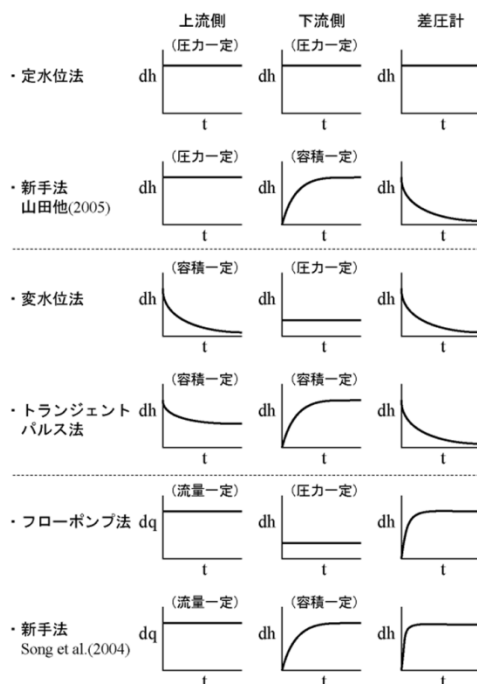 上流側 下流側 差圧計
(圧力一定) (圧力一定)
・定水位法 dh dh dh
t t t
(圧力一定) (容積一定)
・新手法 dh dh dh
山田他(2005)
t t t
(容積一定) (圧力一定)
・変水位法 dh dh dh
t t t
(容積一定) (容積一定)
・トランジェント dh dh dh
パルス法
t t t
(流量一定) (圧力一定)
・フローポンプ法 dq dh dh
t t t
(流量一定) (容積一定)
・新手法 dq dh dh
Song et al.(2004)
t t t